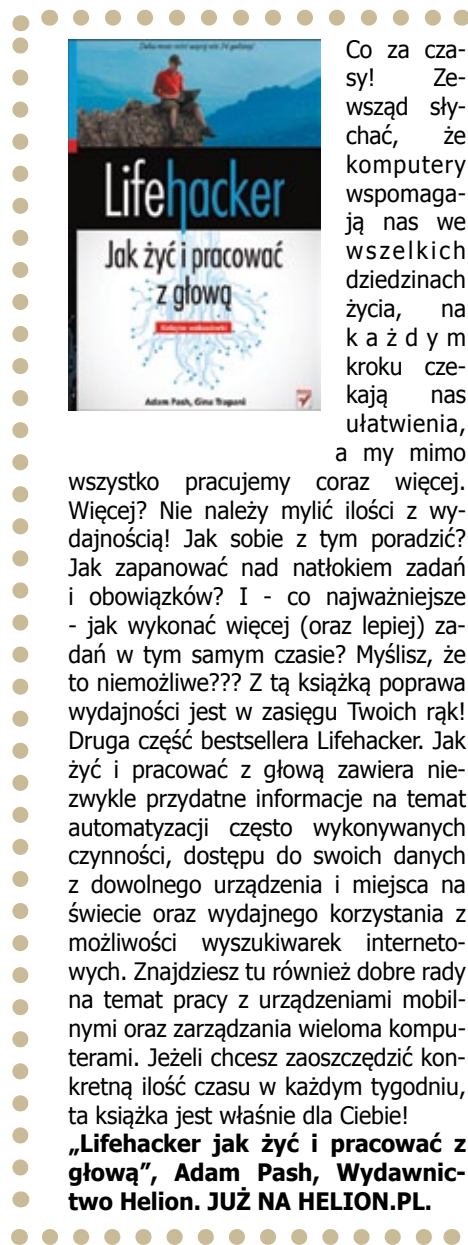 Żeby móc robić więcej niż 24 godziny!
Lifehacker
Jak żyć i pracować
z głową
Kolejne wskazówki
Adam Pash, Gina Trapani
Helion
Co za cza-
sy! Ze-
wsząd sły-
chać, że
komputery
wspomaga-
ją nas we
wszelkich
dziedzinach
życia, na
każdym
kroku cze-
kają nas
ułatwienia,
a my mimo
wszystko pracujemy coraz więcej.
Więcej? Nie należy mylić ilości z wy-
dajnością! Jak sobie z tym poradzić?
Jak zapanować nad natłokiem zadań
i obowiązków? I - co najważniejsze
- jak wykonać więcej (oraz lepiej) za-
dań w tym samym czasie? Myślisz, że
to niemożliwe??? Z tą książką poprawa
wydajności jest w zasięgu Twoich rąk!
Druga część bestsellera Lifehacker. Jak
żyć i pracować z głową zawiera nie-
zwykle przydatne informacje na temat
automatyzacji często wykonywanych
czynności, dostępu do swoich danych
z dowolnego urządzenia i miejsca na
świecie oraz wydajnego korzystania z
możliwości wyszukiwarek interneto-
wych. Znajdziesz tu również dobre rady
na temat pracy z urządzeniami mobil-
nymi oraz zarządzania wieloma kompu-
terami. Jeżeli chcesz zaoszczędzić kon-
kretną ilość czasu w każdym tygodniu,
ta książka jest właśnie dla Ciebie!
„Lifehacker jak żyć i pracować z
głową”, Adam Pash, Wydawnic-
two Helion. JUŻ NA HELION.PL.